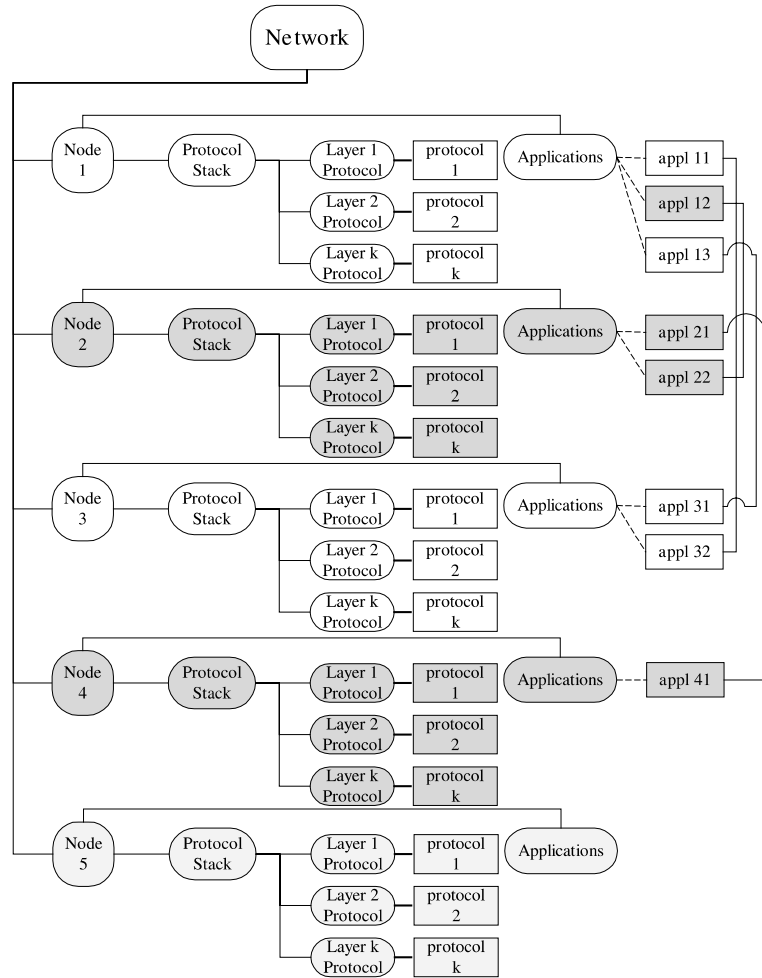 Network
Node
1
Protocol
Stack
Layer 1
Protocol
protocol
1
Layer 2
Protocol
protocol
2
Layer k
Protocol
protocol
k
Applications
appl 11
appl 12
appl 13
Node
2
Protocol
Stack
Layer 1
Protocol
protocol
1
Layer 2
Protocol
protocol
2
Layer k
Protocol
protocol
k
Applications
appl 21
appl 22
Node
3
Protocol
Stack
Layer 1
Protocol
protocol
1
Layer 2
Protocol
protocol
2
Layer k
Protocol
protocol
k
Applications
appl 31
appl 32
Node
4
Protocol
Stack
Layer 1
Protocol
protocol
1
Layer 2
Protocol
protocol
2
Layer k
Protocol
protocol
k
Applications
appl 41
Node
5
Protocol
Stack
Layer 1
Protocol
protocol
1
Layer 2
Protocol
protocol
2
Layer k
Protocol
protocol
k
Applications